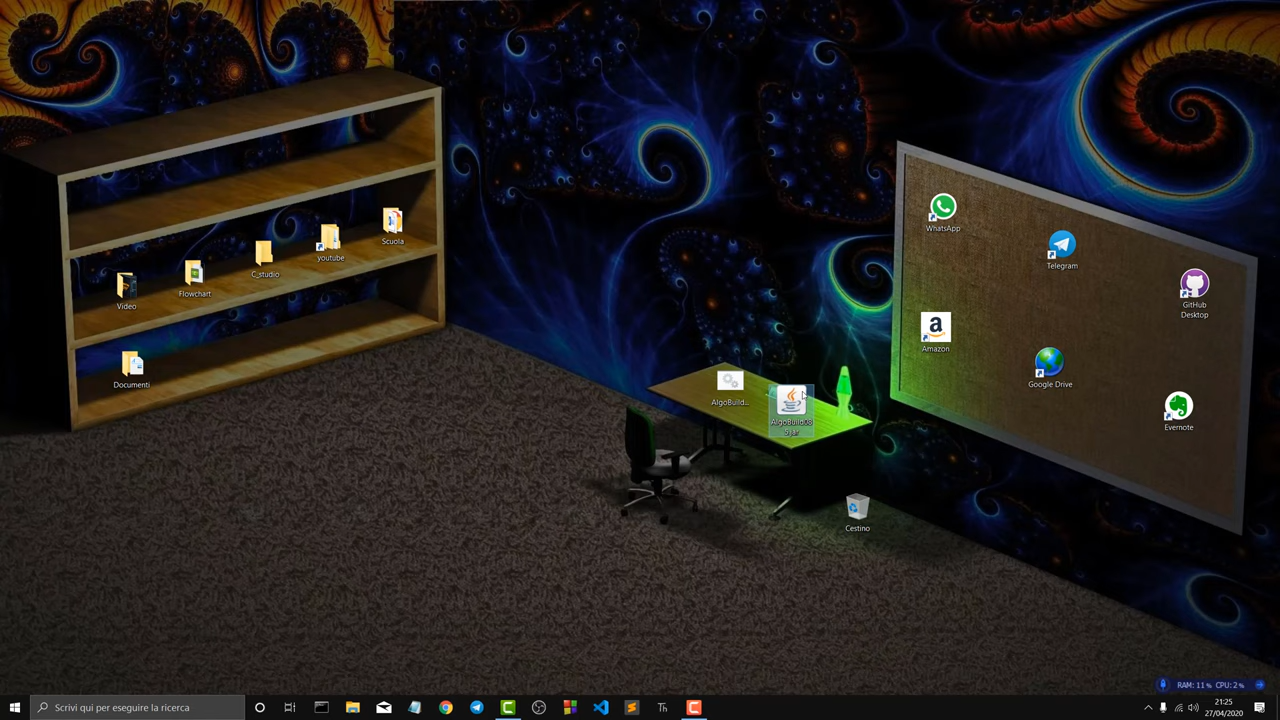 WhatsApp
Telegram
GitHub
Desktop
Scuola
youtube
C_studio
Flowchart
Video
Documenti
Amazon
Google Drive
Evernote
AlgoBuild...
AlgoBuild08
Cestino
RAM: 11% CPU: 2%
Scrivi qui per eseguire la ricerca
21:25
27/04/2020